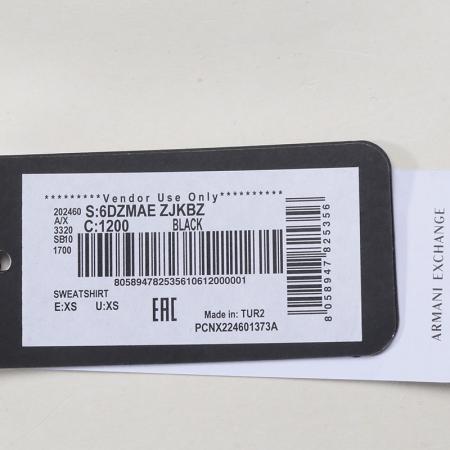 *********Vendor Use Only**********
202460 S:6DZMAE ZJKBZ
A/X
3320 C:1200 BLACK
SB10
1700
805894782535610612000001
SWEATSHIRT
E:XS U:XS
EAC
Made in: TUR2
PCNX224601373A
8 058947 825356
ARMANI EXCHANGE